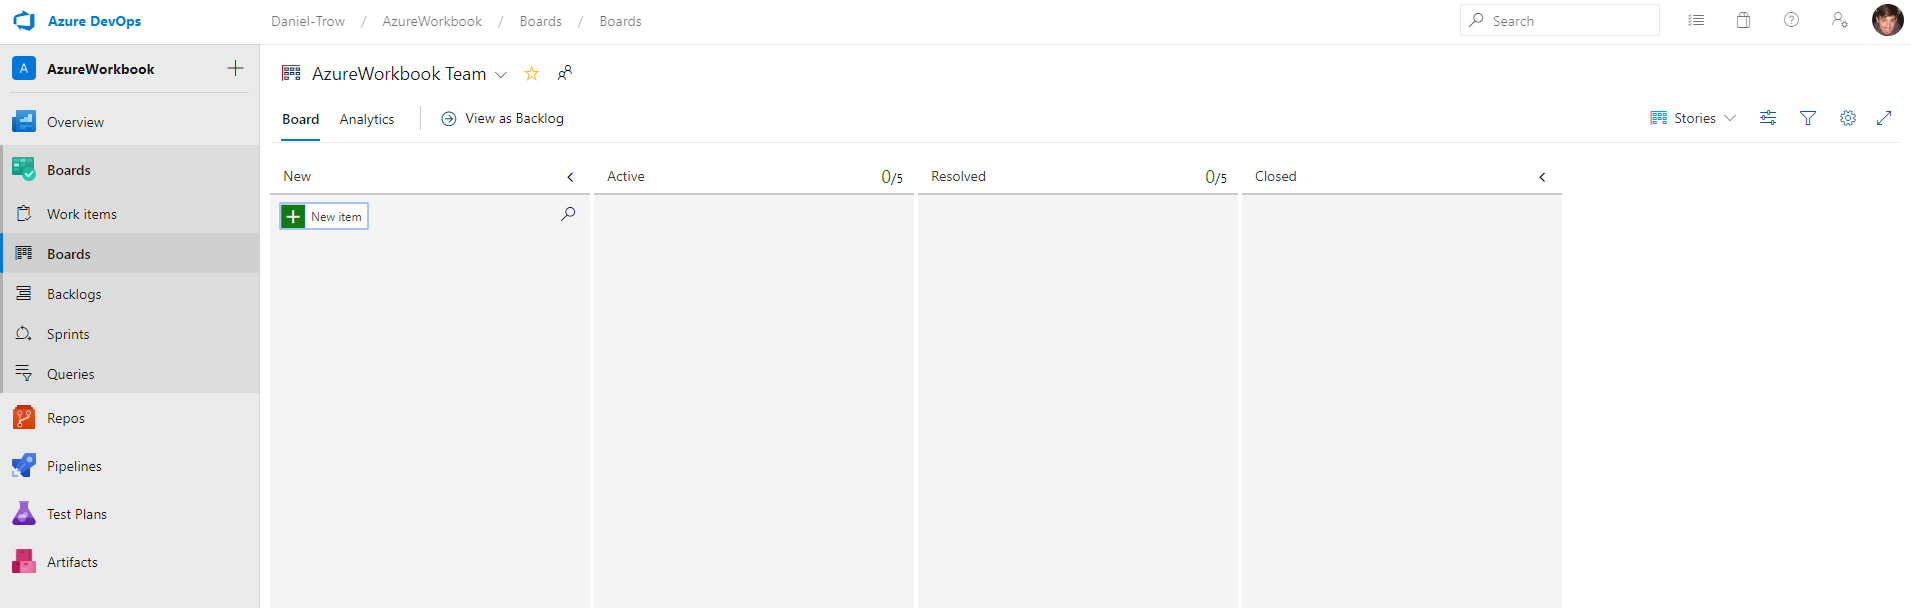 Azure DevOps
Daniel-Trow / AzureWorkbook / Boards / Boards
Search
A AzureWorkbook
Overview
Boards
Work items
Boards
Backlogs
Sprints
Queries
Repos
Pipelines
Test Plans
Artifacts
AzureWorkbook Team
Board Analytics View as Backlog
Stories
New
Active 0/5
Resolved 0/5
Closed
New item